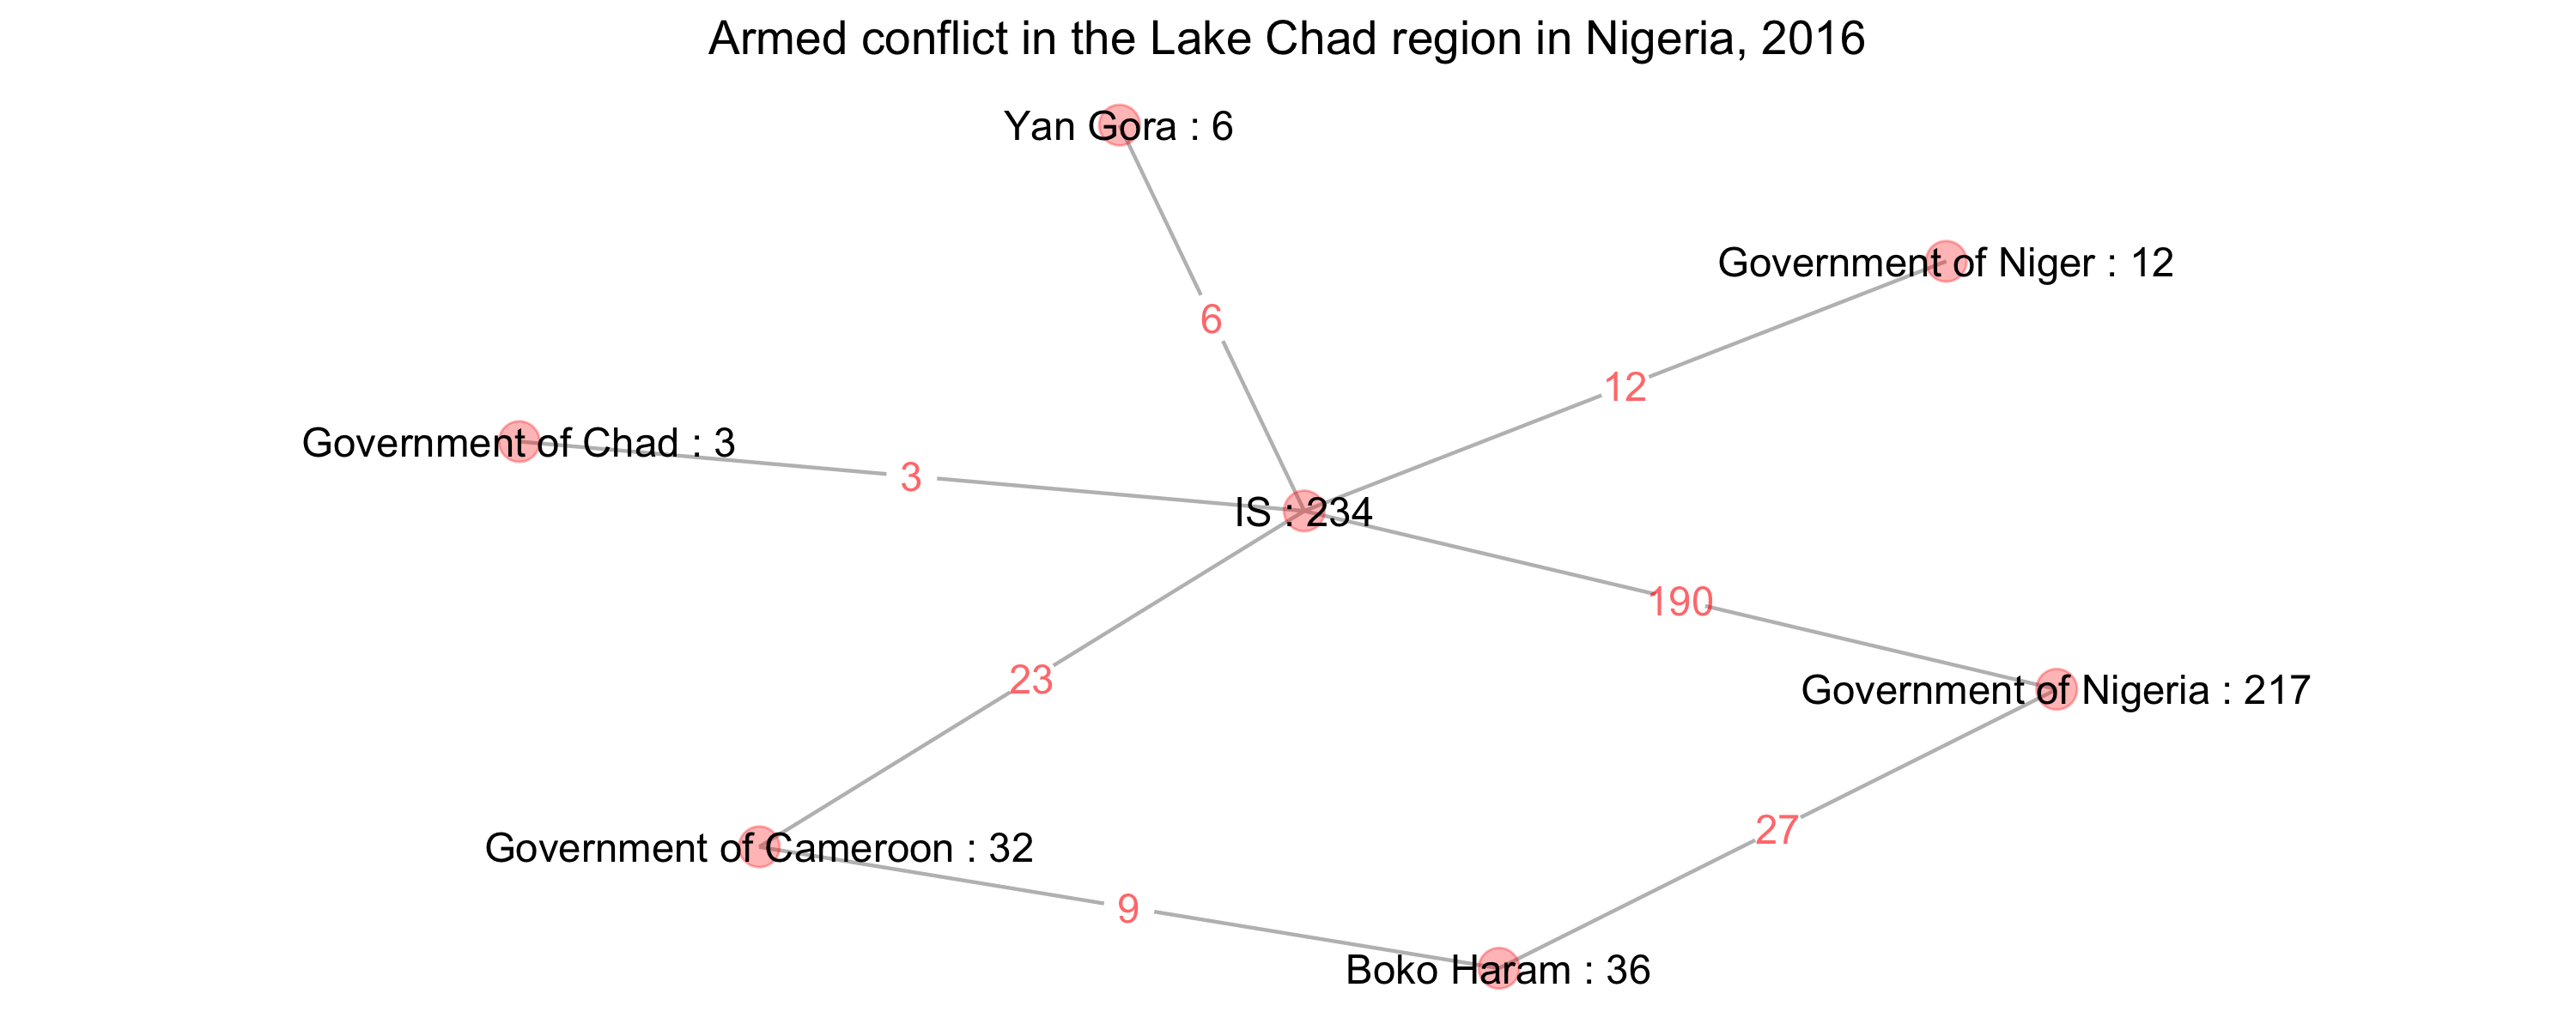 Armed conflict in the Lake Chad region in Nigeria, 2016
Yan Gora : 6
Government of Niger : 12
6
12
Government of Chad : 3
3
IS : 234
190
23
Government of Nigeria : 217
27
Government of Cameroon : 32
9
Boko Haram : 36